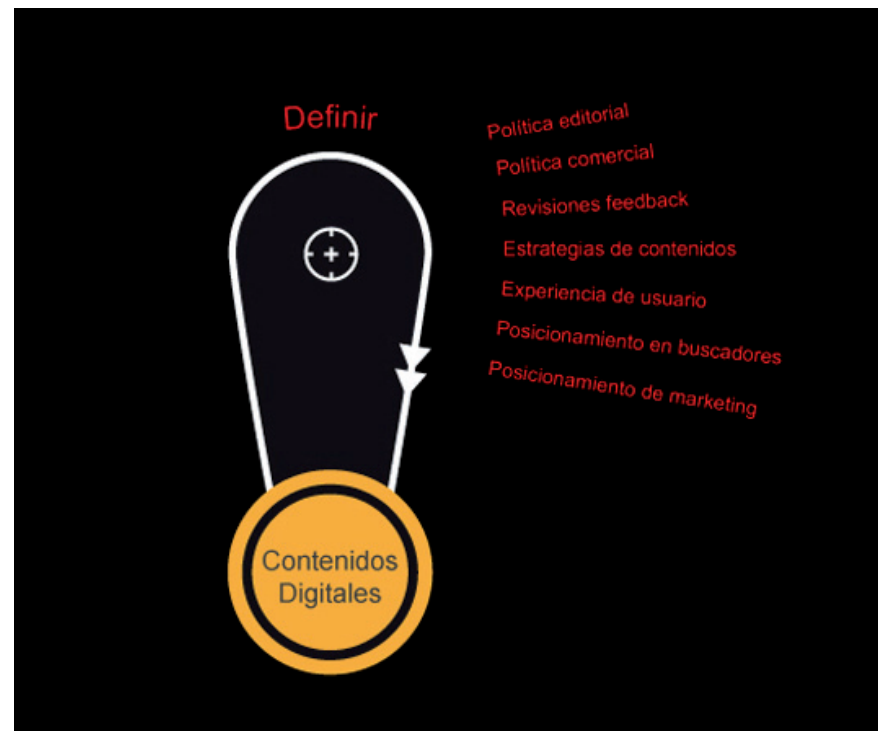 Definir
Política editorial
Política comercial
Revisiones feedback
Estrategias de contenidos
Experiencia de usuario
Posicionamiento en buscadores
Posicionamiento de marketing
Contenidos
Digitales